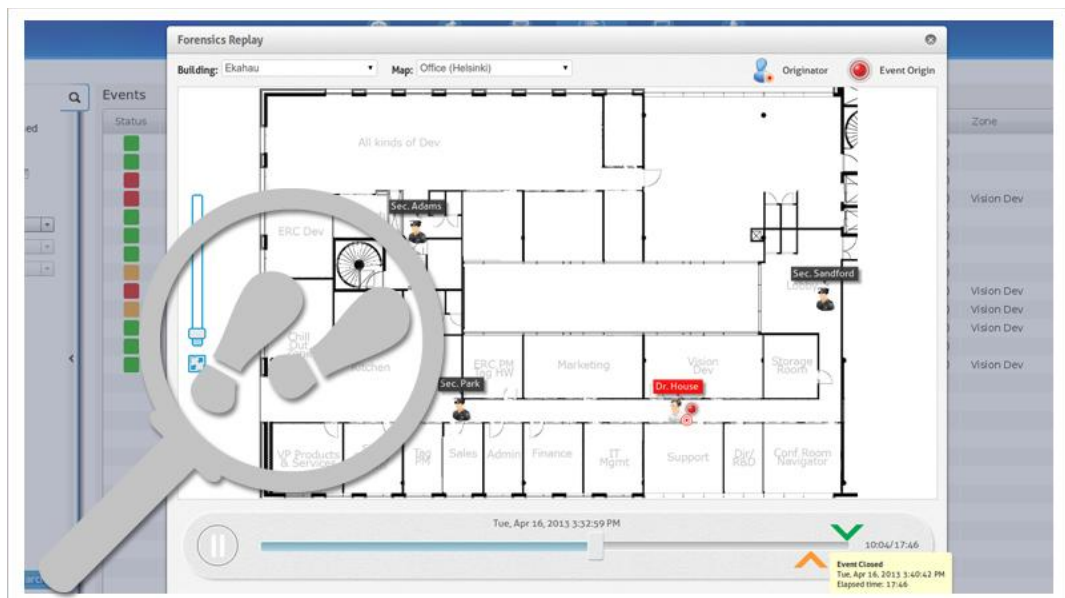 Forensics Replay
Building: Ekahau
Map: Office (Helsinki)
Originator
Event Origin
Events
Status
Zone
ed
All kinds of Dev
Sec. Adams
Vision Dev
ERC Dev
Sec. Sandford
Lobby
Vision Dev
Vision Dev
Vision Dev
Chill
Out
Zone
Kitchen
ERC PM
Tag HW
Marketing
Vision
Dev
Storage
Room
Vision Dev
Sec. Park
Dr. House
VP Products
& Services
Tag
PM
Sales
Admin
Finance
IT
Mgmt
Support
Dir/
R&D
Conf.Room
Navigator
Tue, Apr 16, 2013 3:32:59 PM
10:04/17:46
Event Closed
Tue, Apr 16, 2013 3:40:42 PM
Elapsed time: 17:46